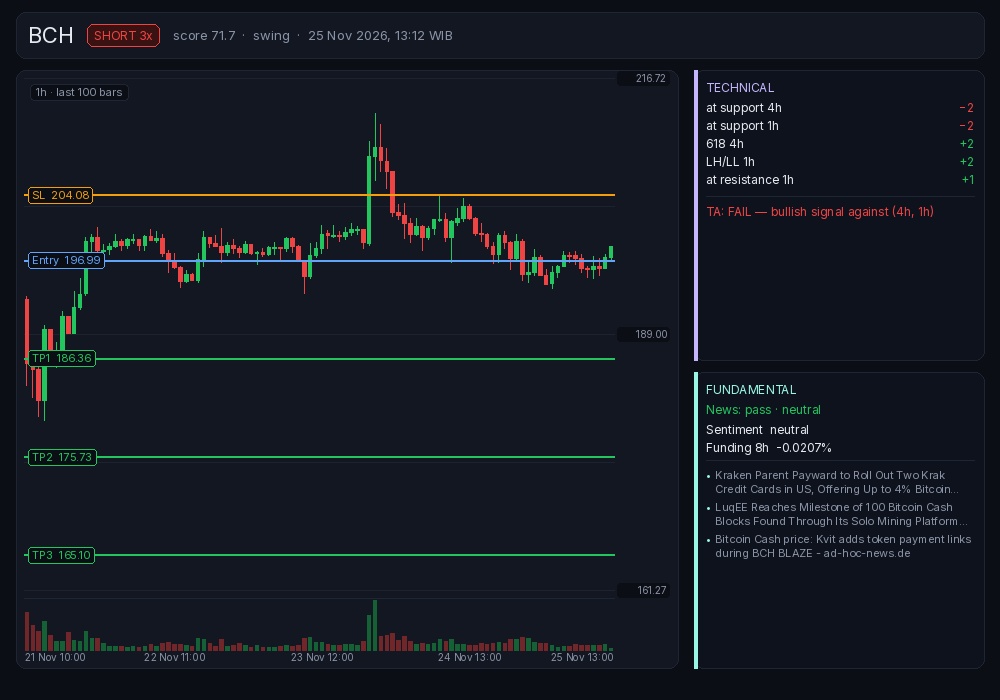 BCH SHORT 3x score 71.7 · swing · 25 Nov 2026, 13:12 WIB
1h · last 100 bars
216.72
SL 204.08
Entry 196.99
189.00
TP1 186.36
TP2 175.73
TP3 165.10
161.27
21 Nov 10:00 22 Nov 11:00 23 Nov 12:00 24 Nov 13:00 25 Nov 13:00
TECHNICAL
at support 4h −2
at support 1h −2
618 4h +2
LH/LL 1h +2
at resistance 1h +1
TA: FAIL — bullish signal against (4h, 1h)
FUNDAMENTAL
News: pass · neutral
Sentiment neutral
Funding 8h -0.0207%
• Kraken Parent Payward to Roll Out Two Krak
Credit Cards in US, Offering Up to 4% Bitcoin…
• LuqEE Reaches Milestone of 100 Bitcoin Cash
Blocks Found Through Its Solo Mining Platform…
• Bitcoin Cash price: Kvit adds token payment links
during BCH BLAZE - ad-hoc-news.de